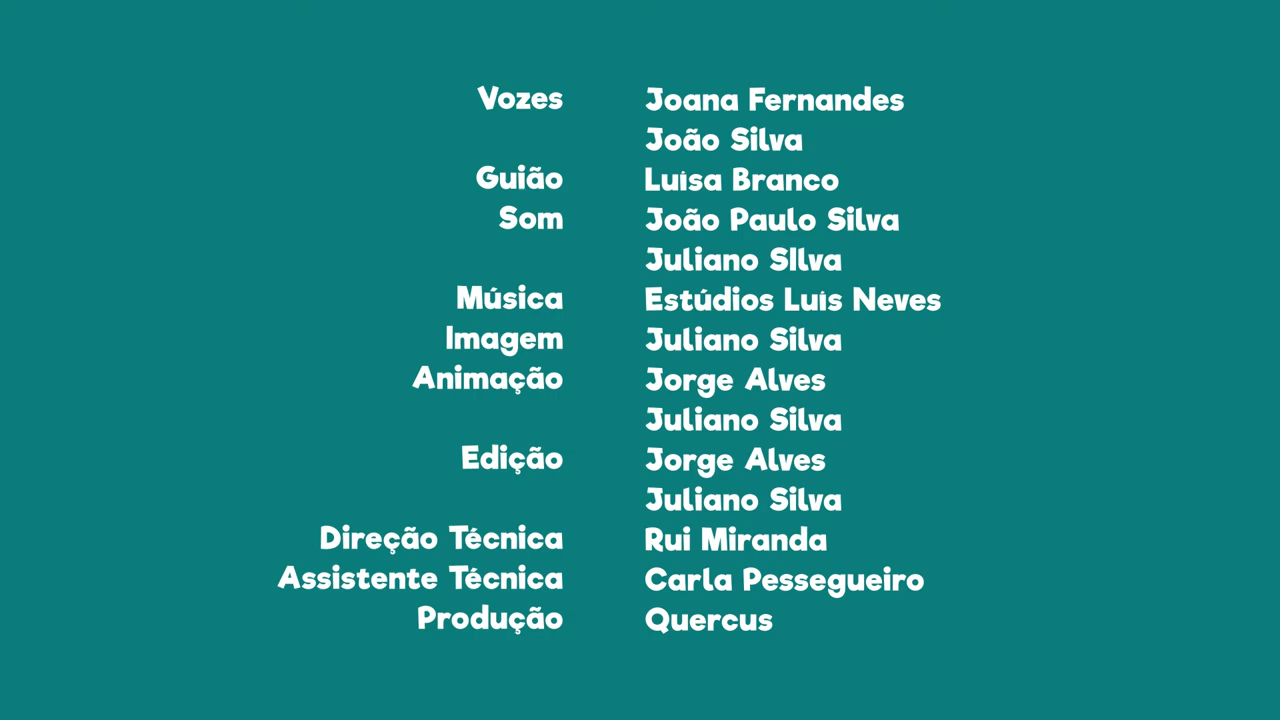 Vozes Joana Fernandes
João Silva
Guião Luísa Branco
Som João Paulo Silva
Juliano SIlva
Música Estúdios Luís Neves
Imagem Juliano Silva
Animação Jorge Alves
Juliano Silva
Edição Jorge Alves
Juliano Silva
Direção Técnica Rui Miranda
Assistente Técnica Carla Pessegueiro
Produção Quercus